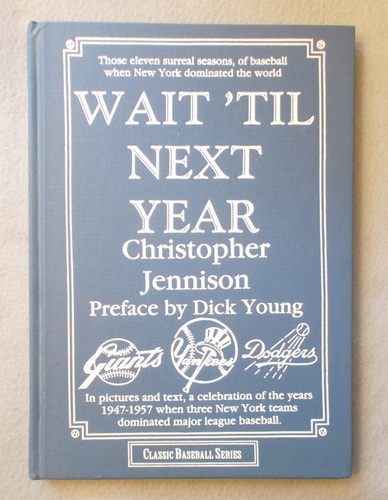 Those eleven surreal seasons, of baseball
when New York dominated the world
WAIT 'TIL
NEXT
YEAR
Christopher
Jennison
Preface by Dick Young
Giants Yankees Dodgers
In pictures and text, a celebration of the years
1947-1957 when three New York teams
dominated major league baseball.
CLASSIC BASEBALL SERIES